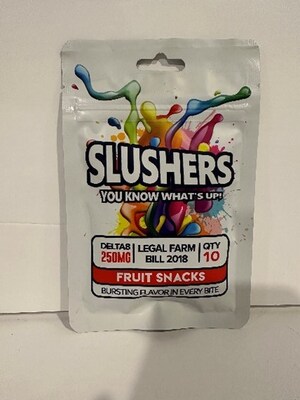 SLUSHERS
YOU KNOW WHAT'S UP!
DELTA8
250MG
LEGAL FARM
BILL 2018
QTY
10
FRUIT SNACKS
BURSTING FLAVOR IN EVERY BITE